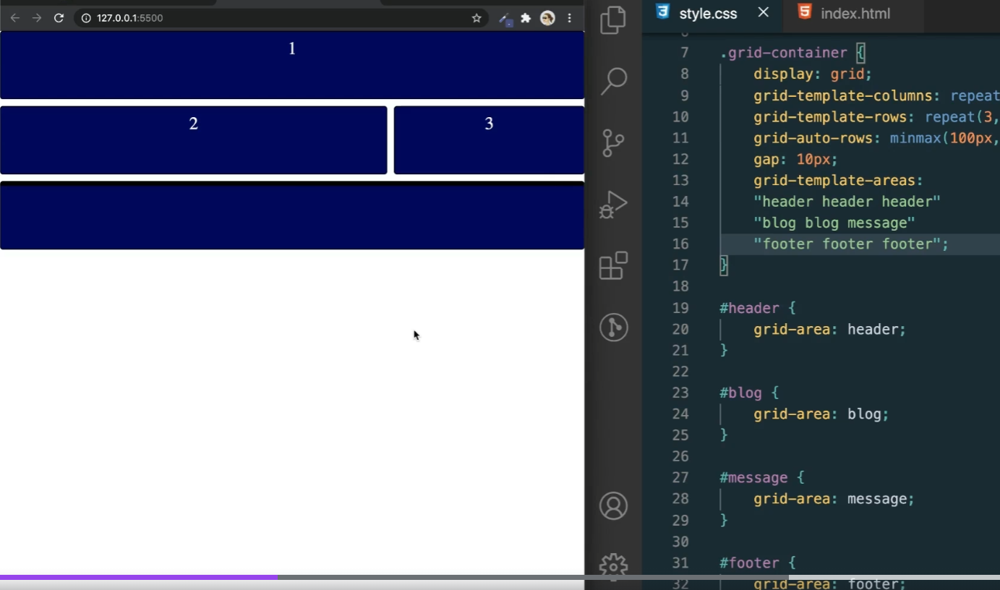 127.0.0.1:5500
1
2
3
style.css
index.html
7 .grid-container {
8 display: grid;
9 grid-template-columns: repeat
10 grid-template-rows: repeat(3,
11 grid-auto-rows: minmax(100px,
12 gap: 10px;
13 grid-template-areas:
14 "header header header"
15 "blog blog message"
16 "footer footer footer";
17 }
18
19 #header {
20 grid-area: header;
21 }
22
23 #blog {
24 grid-area: blog;
25 }
26
27 #message {
28 grid-area: message;
29 }
30
31 #footer {
32 grid-area: footer;